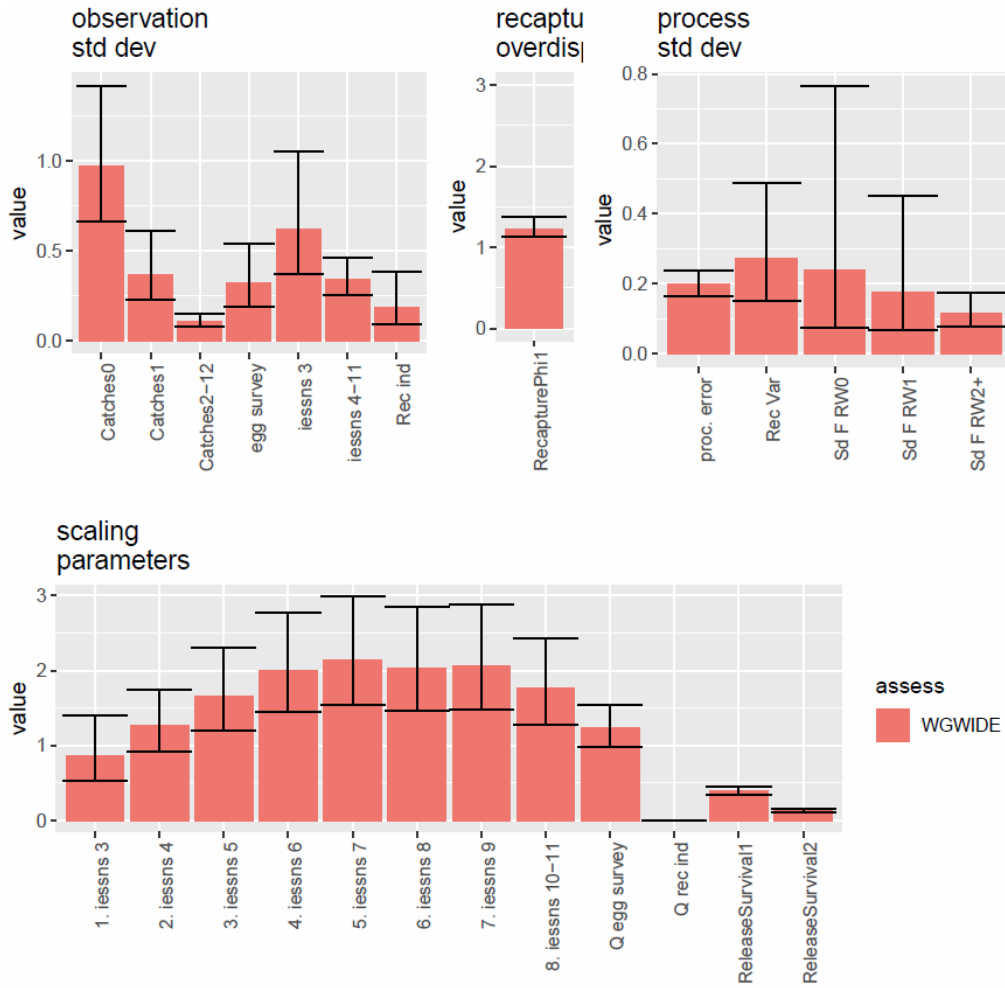 observation
std dev
recaptu
overdis
process
std dev
value
1.0
0.5
0.0
Catches0
Catches1
Catches2−12
egg survey
iessns 3
iessns 4−11
Rec ind
value
3
2
1
0
RecapturePhi1
value
0.8
0.6
0.4
0.2
0.0
proc. error
Rec Var
Sd F RW0
Sd F RW1
Sd F RW2+
scaling
parameters
value
3
2
1
0
1. iessns 3
2. iessns 4
3. iessns 5
4. iessns 6
5. iessns 7
6. iessns 8
7. iessns 9
8. iessns 10−11
Q egg survey
Q rec ind
ReleaseSurvival1
ReleaseSurvival2
assess
WGWIDE